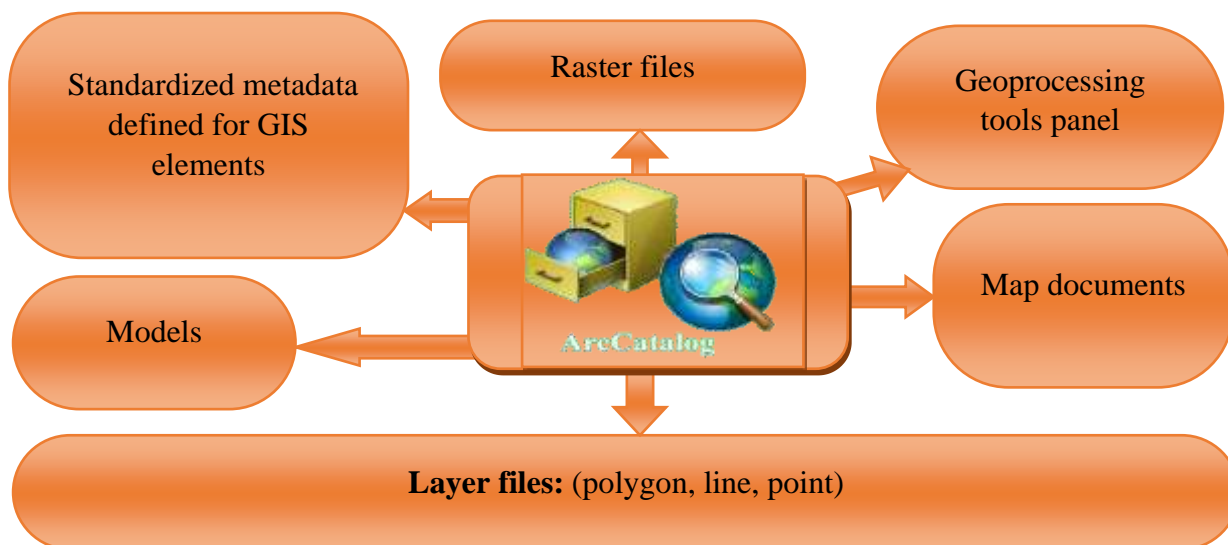 Standardized metadata
defined for GIS
elements
Raster files
Geoprocessing
tools panel
ArcCatalog
Models
Map documents
Layer files: (polygon, line, point)